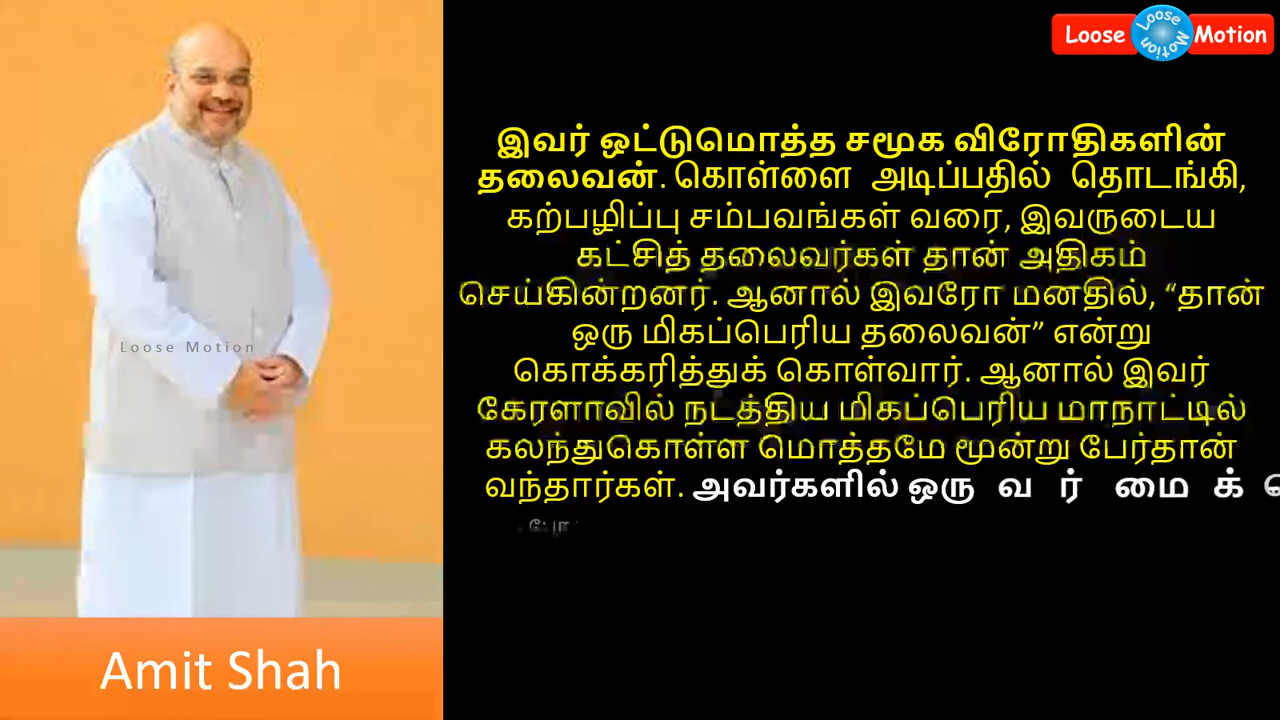 Loose Loose Motion Motion
இவர் ஒட்டுமொத்த சமூக விரோதிகளின்
தலைவன். கொள்ளை அடிப்பதில் தொடங்கி,
கற்பழிப்பு சம்பவங்கள் வரை, இவருடைய
கட்சித் தலைவர்கள் தான் அதிகம்
செய்கின்றனர். ஆனால் இவரோ மனதில், “தான்
ஒரு மிகப்பெரிய தலைவன்” என்று
கொக்கரித்துக் கொள்வார். ஆனால் இவர்
கேரளாவில் நடத்திய மிகப்பெரிய மாநாட்டில்
கலந்துகொள்ள மொத்தமே மூன்று பேர்தான்
வந்தார்கள். அவர்களில் ஒரு வ ர் மை க்
Loose Motion
Amit Shah